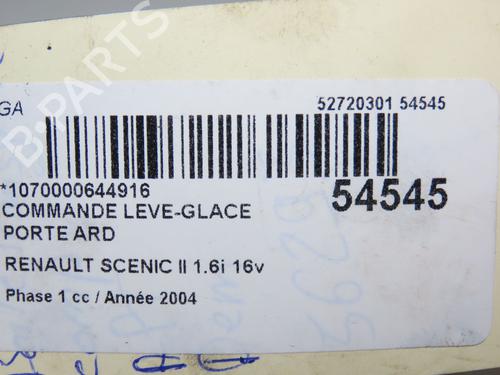 B-PARTS
GA
52720301 54545
*1070000644916
54545
COMMANDE LEVE-GLACE
PORTE ARD
RENAULT SCENIC II 1.6i 16v
Phase 1 cc / Année 2004